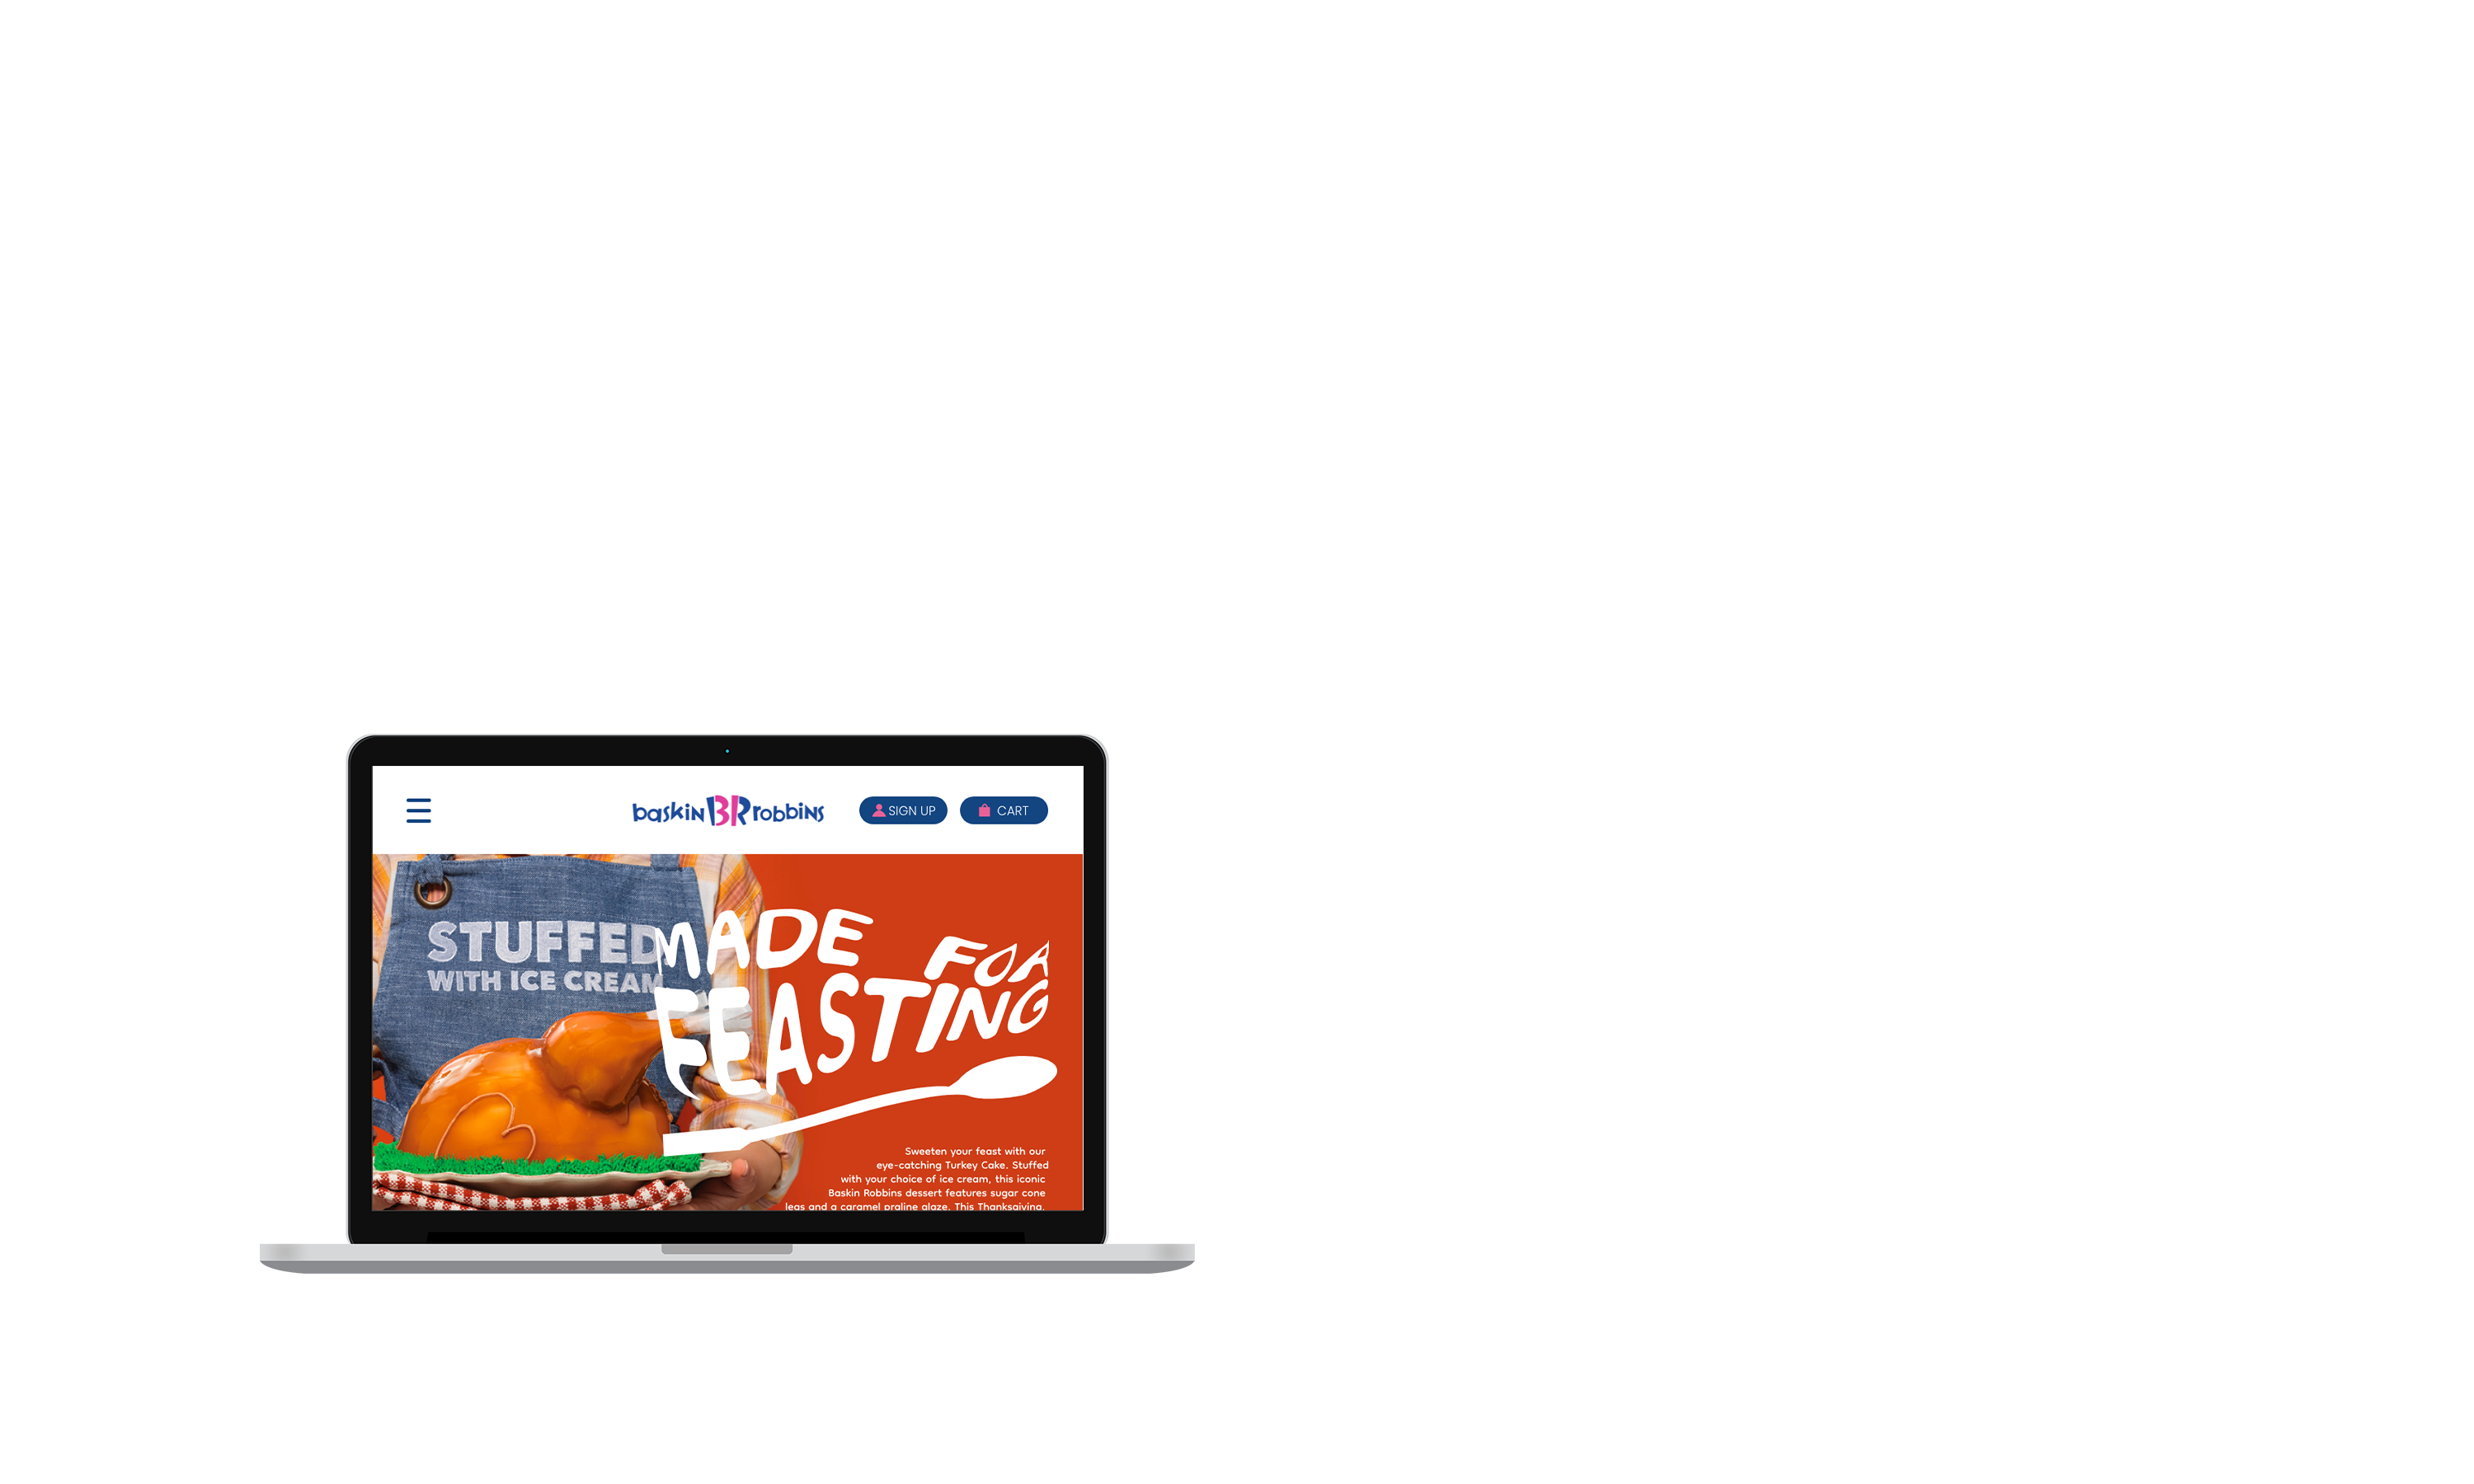 baskin BR robbins
SIGN UP
CART
STUFFED
WITH ICE CREAM
MADE
FOR
FEASTING
Sweeten your feast with our
eye-catching Turkey Cake. Stuffed
with your choice of ice cream, this iconic
Baskin Robbins dessert features sugar cone
legs and a caramel praline glaze. This Thanksgiving,